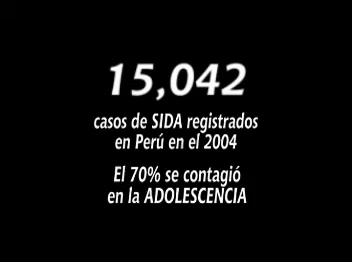 15,042
casos de SIDA registrados
en Perú en el 2004
El 70% se contagió
en la ADOLESCENCIA